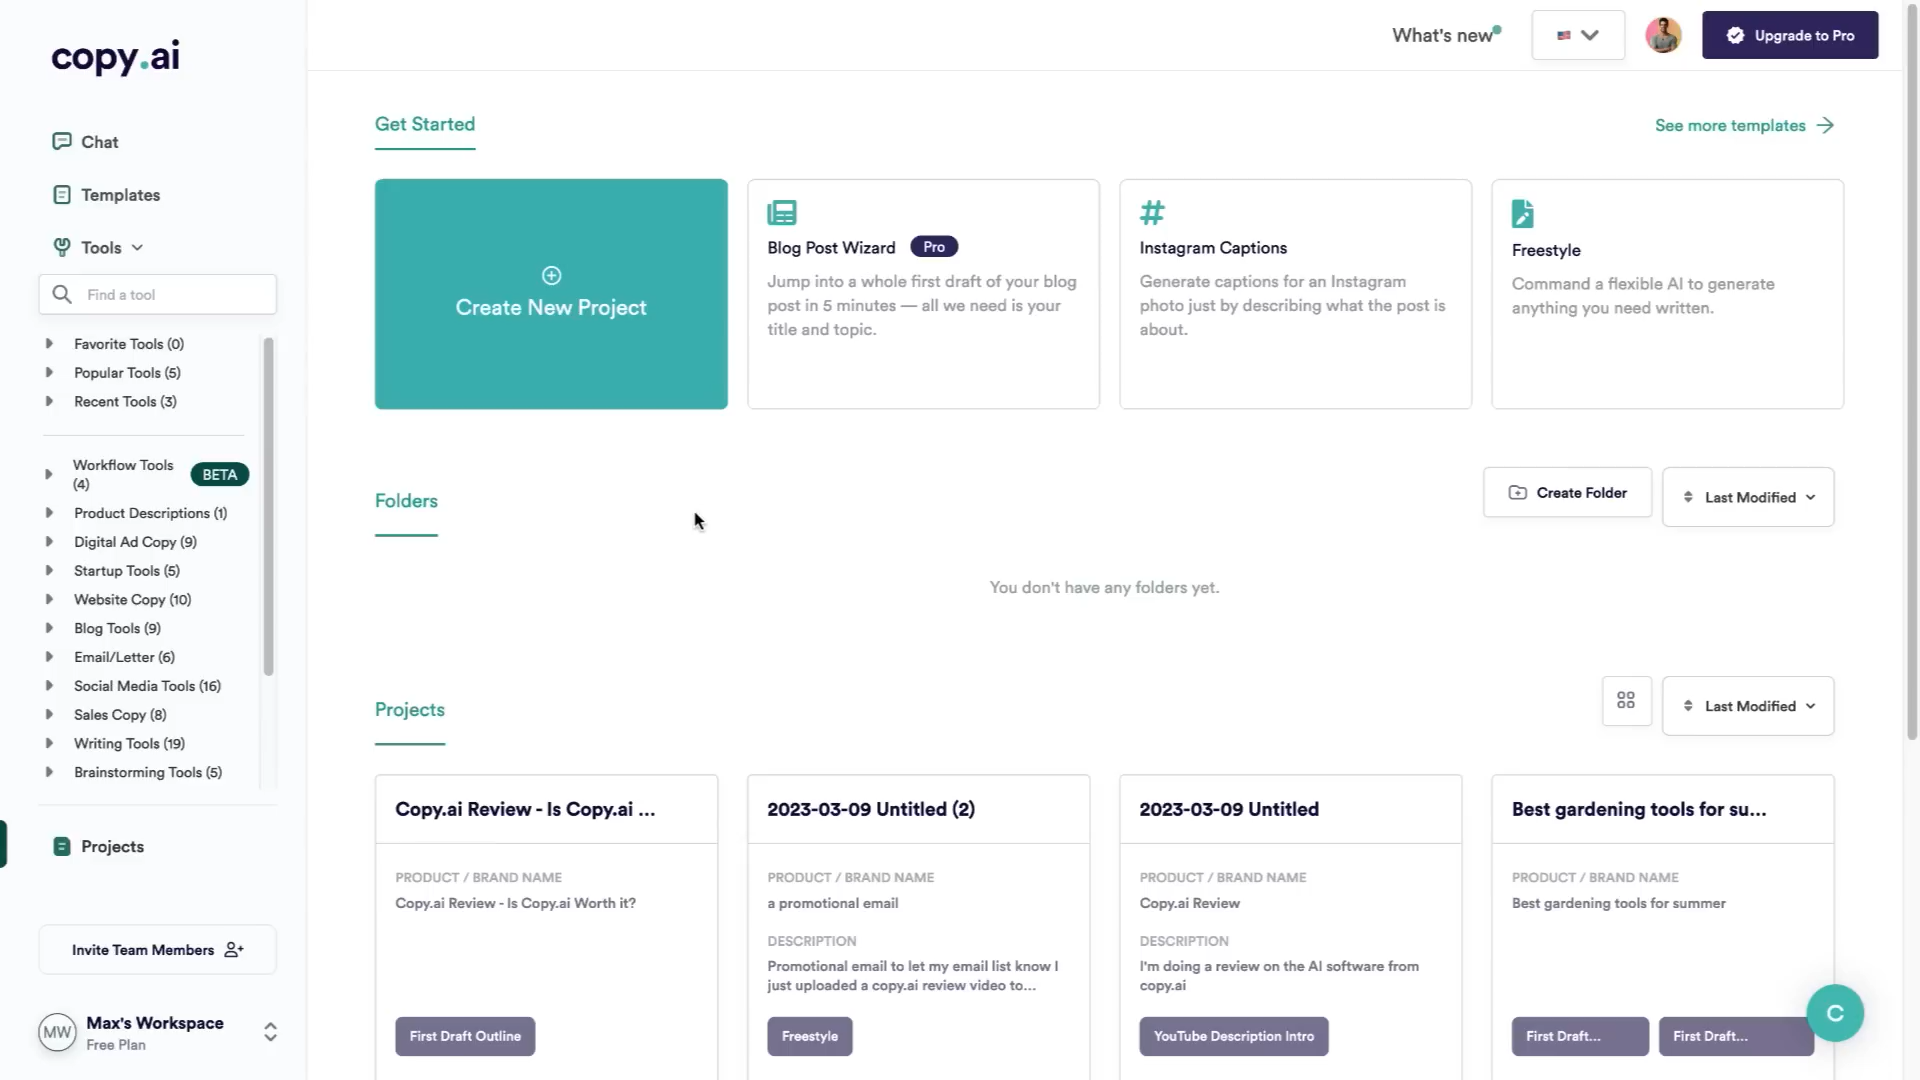 copy.ai
Chat
Templates
Tools
Find a tool
Favorite Tools (0)
Popular Tools (5)
Recent Tools (3)
Workflow Tools
(4)
BETA
Product Descriptions (1)
Digital Ad Copy (9)
Startup Tools (5)
Website Copy (10)
Blog Tools (9)
Email/Letter (6)
Social Media Tools (16)
Sales Copy (8)
Writing Tools (19)
Brainstorming Tools (5)
Projects
Invite Team Members
MW
Max's Workspace
Free Plan
What's new
Upgrade to Pro
Get Started
See more templates
Create New Project
Blog Post Wizard Pro
Jump into a whole first draft of your blog
post in 5 minutes — all we need is your
title and topic.
Instagram Captions
Generate captions for an Instagram
photo just by describing what the post is
about.
Freestyle
Command a flexible AI to generate
anything you need written.
Folders
Create Folder
Last Modified
You don't have any folders yet.
Projects
Last Modified
Copy.ai Review - Is Copy.ai ...
PRODUCT / BRAND NAME
Copy.ai Review - Is Copy.ai Worth it?
First Draft Outline
2023-03-09 Untitled (2)
PRODUCT / BRAND NAME
a promotional email
DESCRIPTION
Promotional email to let my email list know I
just uploaded a copy.ai review video to...
Freestyle
2023-03-09 Untitled
PRODUCT / BRAND NAME
Copy.ai Review
DESCRIPTION
I'm doing a review on the AI software from
copy.ai
YouTube Description Intro
Best gardening tools for su...
PRODUCT / BRAND NAME
Best gardening tools for summer
First Draft...
First Draft...
C